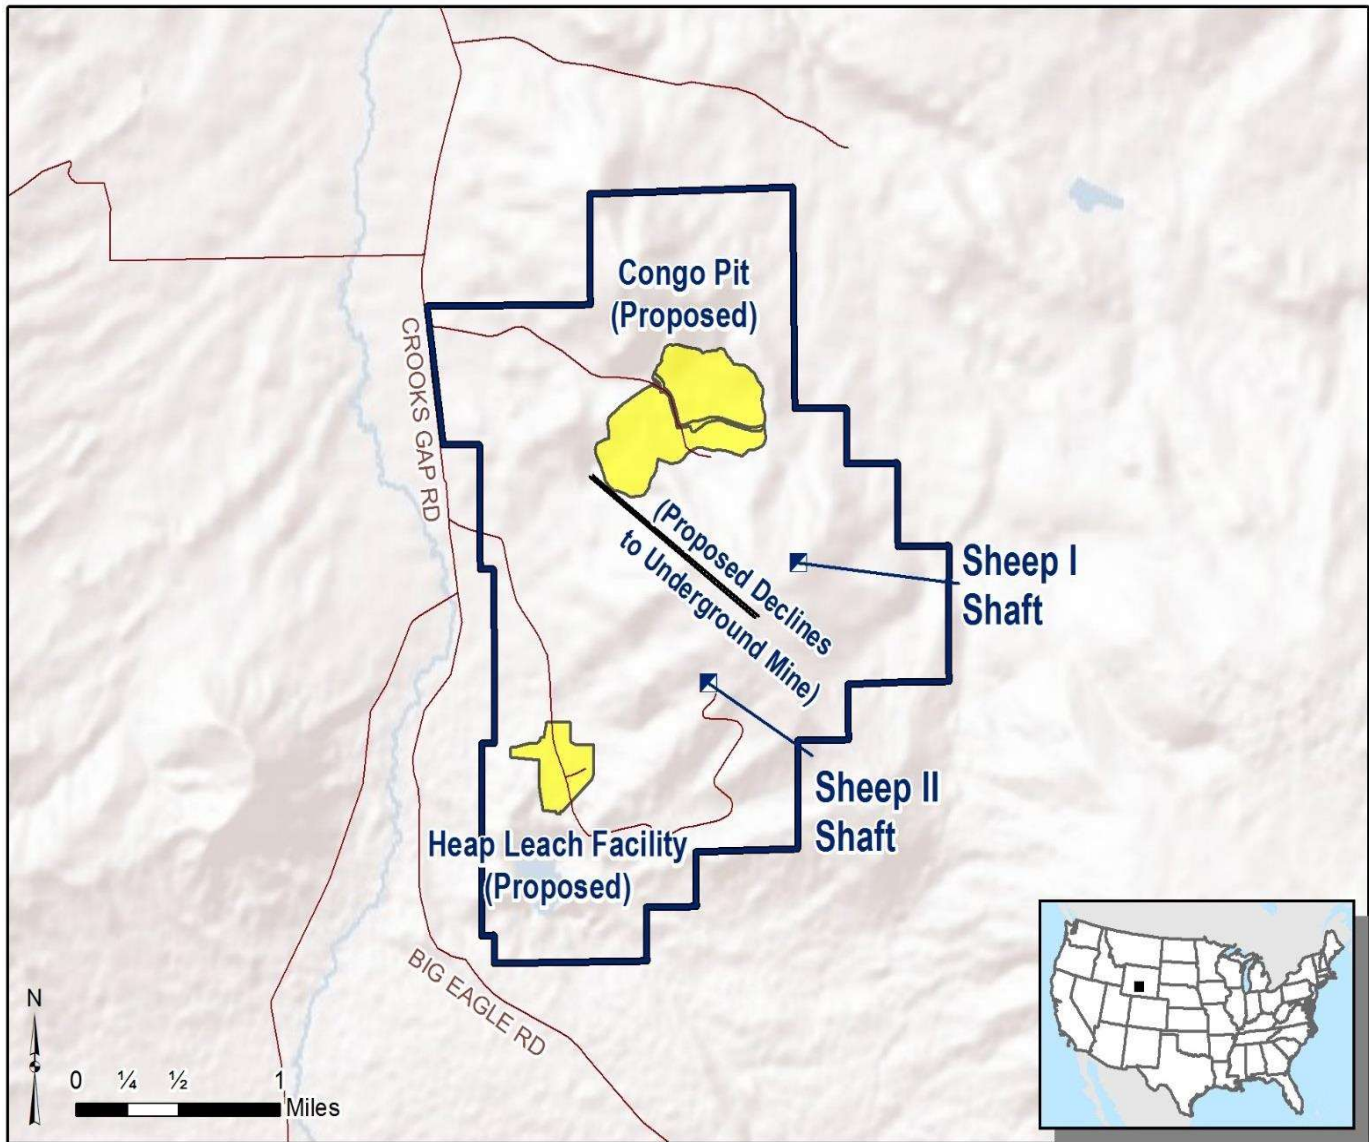 Congo Pit
(Proposed)
CROOKS GAP RD
(Proposed Declines
to Underground Mine)
Sheep I
Shaft
Sheep II
Shaft
Heap Leach Facility
(Proposed)
BIG EAGLE RD
N
0 ¼ ½ 1
Miles